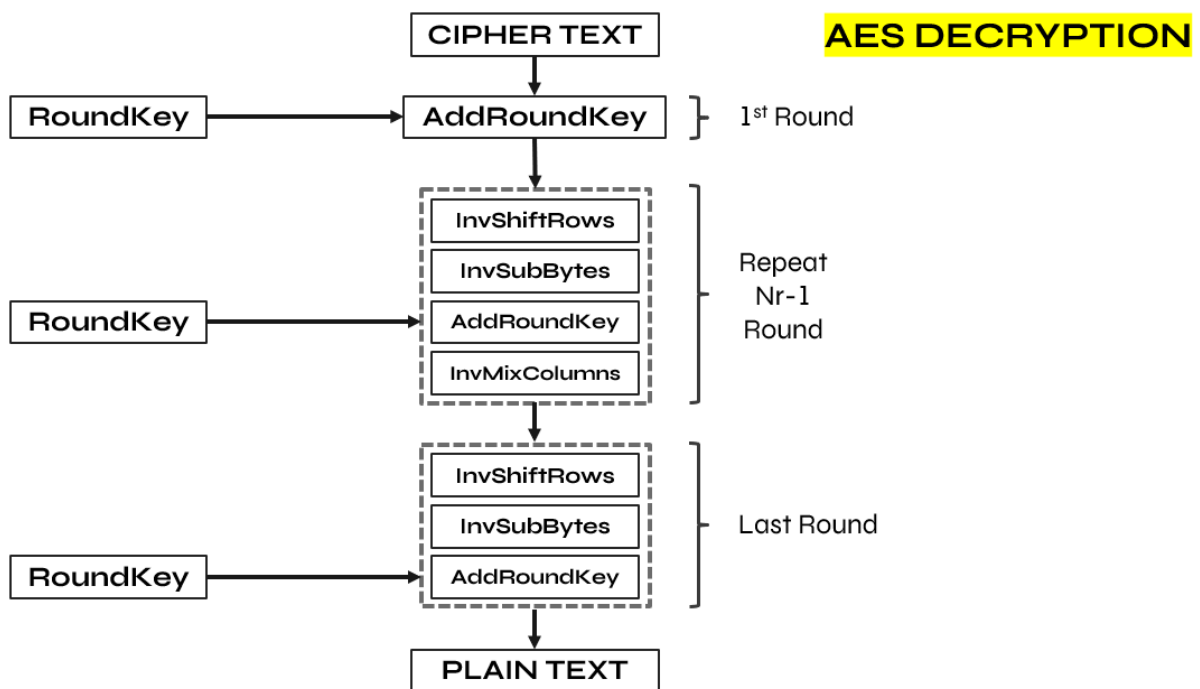 CIPHER TEXT
AES DECRYPTION
RoundKey
AddRoundKey
1st Round
InvShiftRows
InvSubBytes
RoundKey
AddRoundKey
InvMixColumns
Repeat
Nr-1
Round
InvShiftRows
InvSubBytes
Last Round
RoundKey
AddRoundKey
PLAIN TEXT